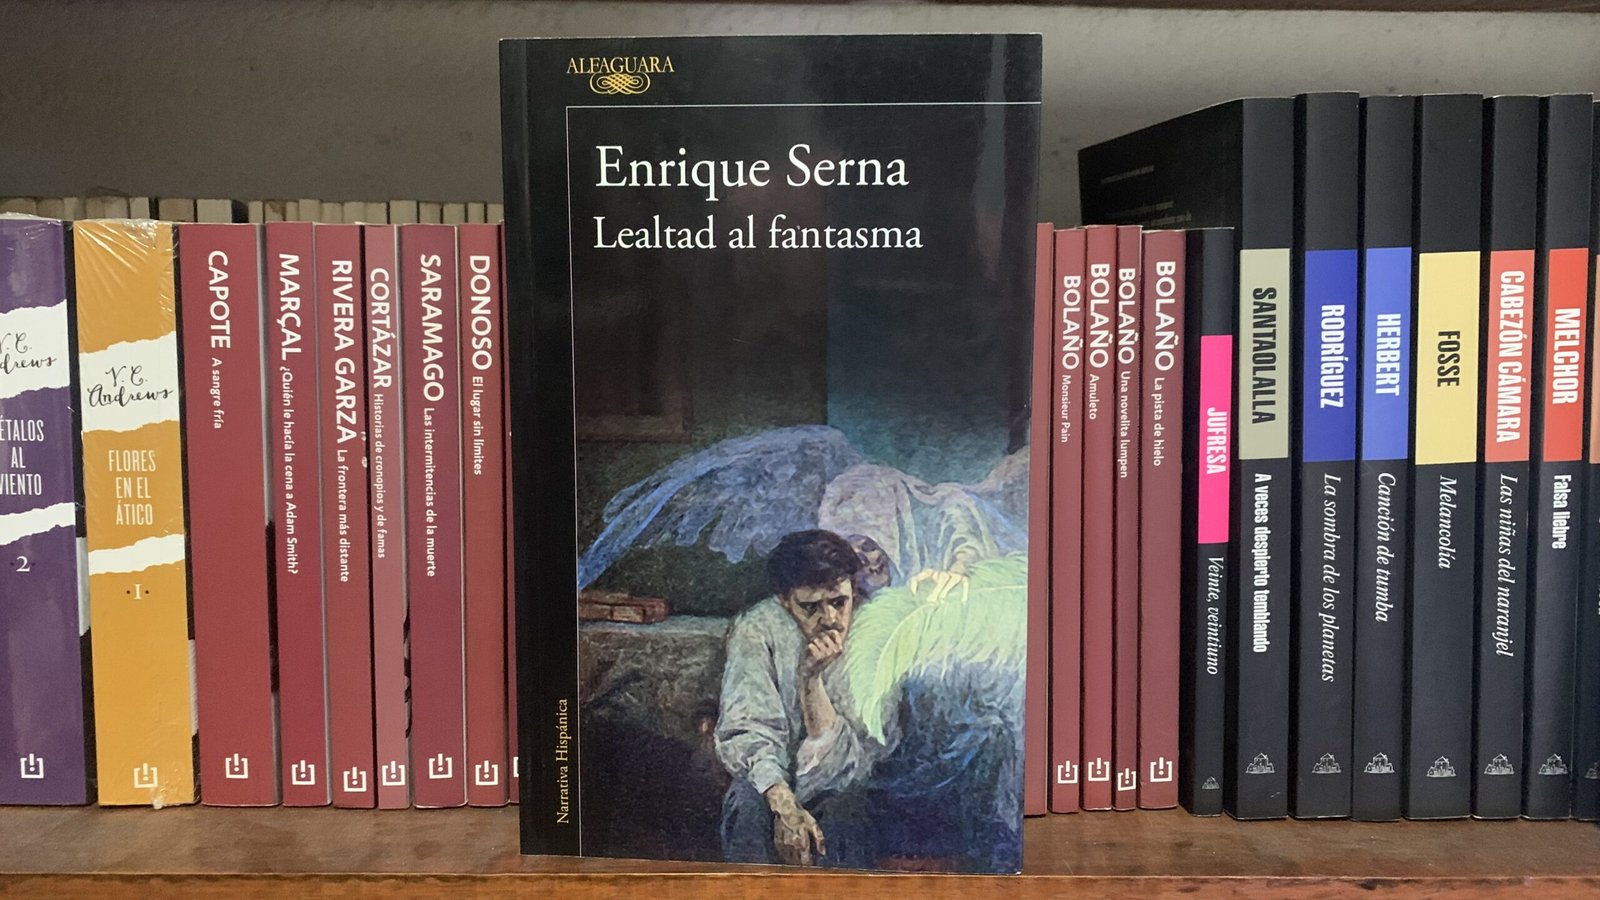 ALFAGUARA
Enrique Serna
Lealtad al fantasma
Narrativa Hispánica
V. C.
drews
ÉTALOS
AL
VIENTO
·2·
V. C.
Andrews
FLORES
EN EL
ÁTICO
·1·
CAPOTE A sangre fría
MARÇAL ¿Quién le hacía la cena a Adam Smith?
RIVERA GARZA La frontera más distante
CORTÁZAR Historias de cronopios y de famas
SARAMAGO Las intermitencias de la muerte
DONOSO El lugar sin límites
BOLAÑO Monsieur Pain
BOLAÑO Amuleto
BOLAÑO Una novelita lumpen
BOLAÑO La pista de hielo
JUFRESA Veinte, veintiuno
SANTAOLALLA A veces despierto temblando
RODRÍGUEZ La sombra de los planetas
HERBERT Canción de tumba
FOSSE Melancolía
CABEZÓN CÁMARA Las niñas del naranjel
MELCHOR Falsa liebre